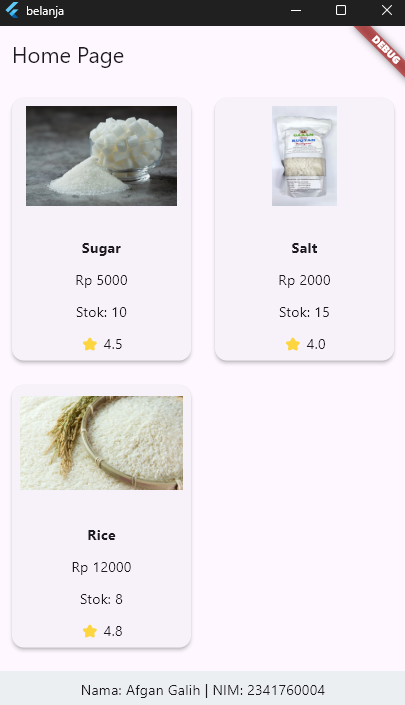 belanja
DEBUG
Home Page
Sugar
Rp 5000
Stok: 10
4.5
Salt
Rp 2000
Stok: 15
4.0
Rice
Rp 12000
Stok: 8
4.8
Nama: Afgan Galih | NIM: 2341760004